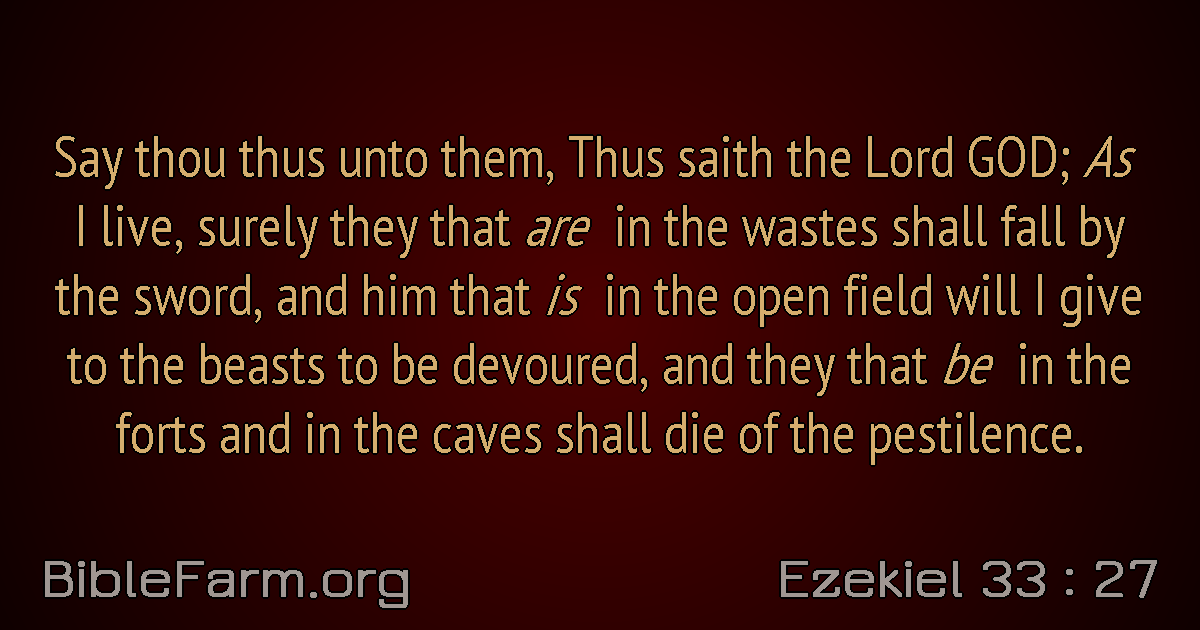 Say thou thus unto them, Thus saith the Lord GOD; As
I live, surely they that are in the wastes shall fall by
the sword, and him that is in the open field will I give
to the beasts to be devoured, and they that be in the
forts and in the caves shall die of the pestilence.
BibleFarm.org
Ezekiel 33 : 27